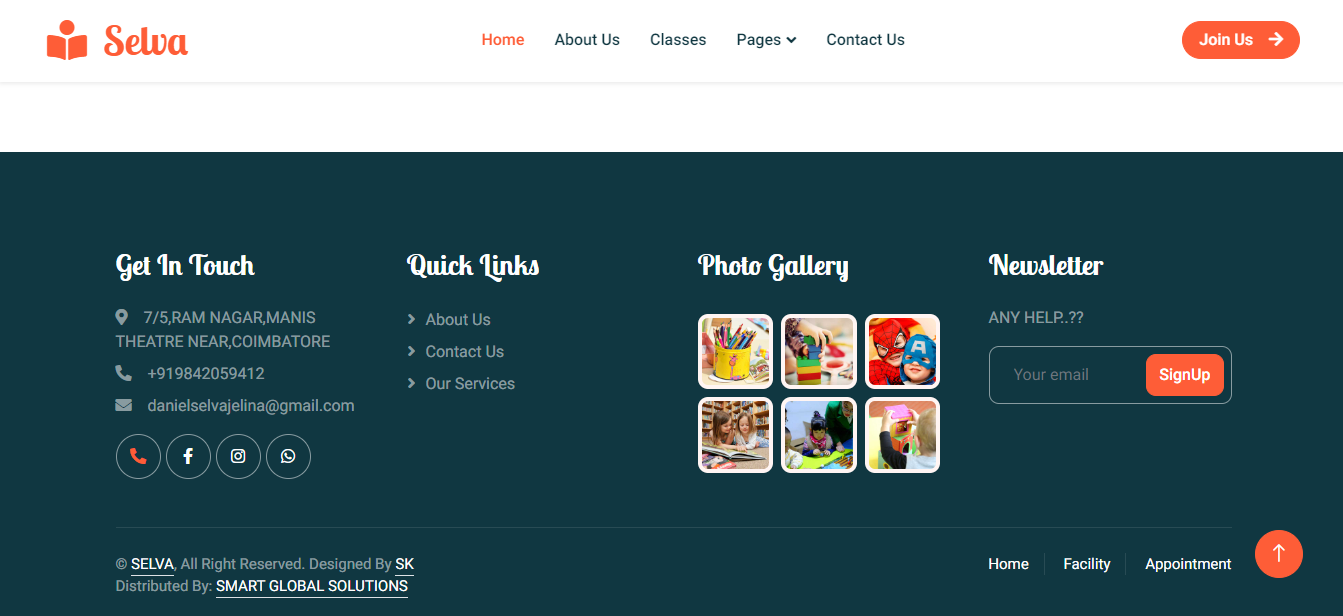 Selva
Home
About Us
Classes
Pages
Contact Us
Join Us
Get In Touch
7/5,RAM NAGAR,MANIS
THEATRE NEAR,COIMBATORE
+919842059412
danielselvajelina@gmail.com
Quick Links
About Us
Contact Us
Our Services
Photo Gallery
A
Newsletter
ANY HELP..??
Your email
SignUp
© SELVA, All Right Reserved. Designed By SK
Distributed By: SMART GLOBAL SOLUTIONS
Home
Facility
Appointment